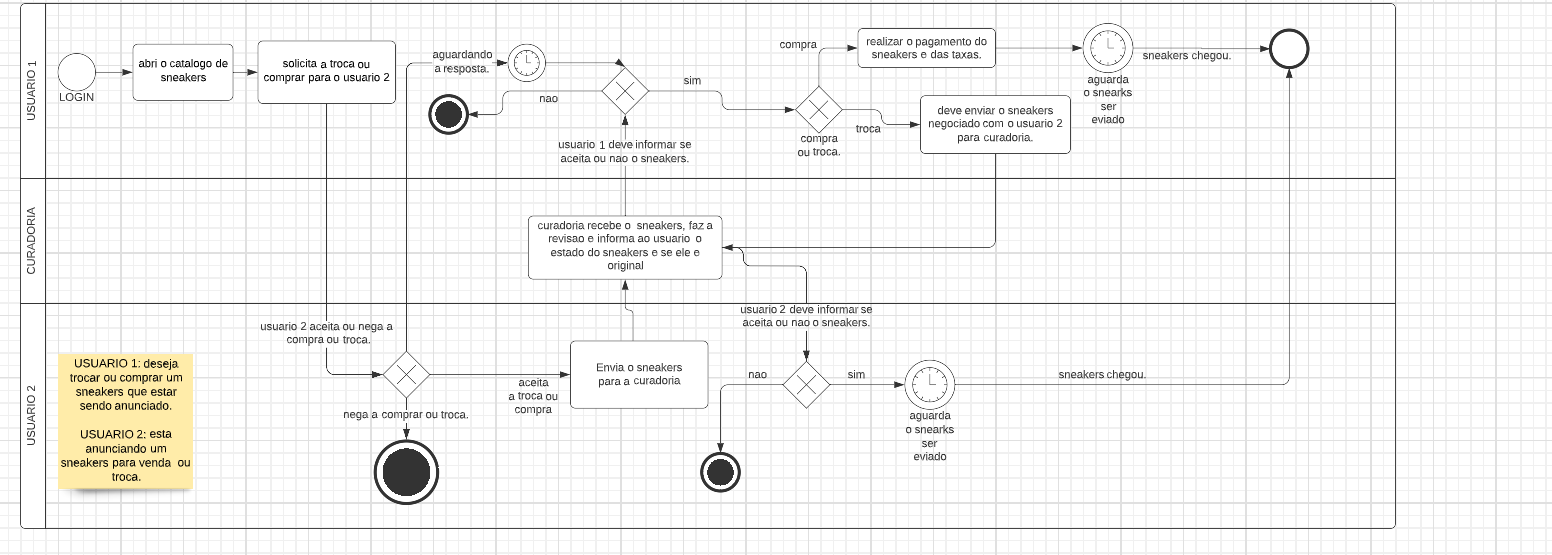 USUARIO 1
LOGIN
abri o catalogo de
sneakers
solicita a troca ou
comprar para o usuario 2
aguardando
a resposta.
nao
sim
usuario 1 deve informar se
aceita ou nao o sneakers.
compra
compra
ou troca.
troca
realizar o pagamento do
sneakers e das taxas.
deve enviar o sneakers
negociado com o usuario 2
para curadoria.
aguarda
o snearks
ser
eviado
sneakers chegou.
CURADORIA
curadoria recebe o sneakers, faz a
revisao e informa ao usuario o
estado do sneakers e se ele e
original
USUARIO 2
USUARIO 1: deseja
trocar ou comprar um
sneakers que estar
sendo anunciado.
USUARIO 2: esta
anunciando um
sneakers para venda ou
troca.
usuario 2 aceita ou nega a
compra ou troca.
nega a comprar ou troca.
aceita
a troca ou
compra
Envia o sneakers
para a curadoria
usuario 2 deve informar se
aceita ou nao o sneakers.
nao
sim
aguarda
o snearks
ser
eviado
sneakers chegou.